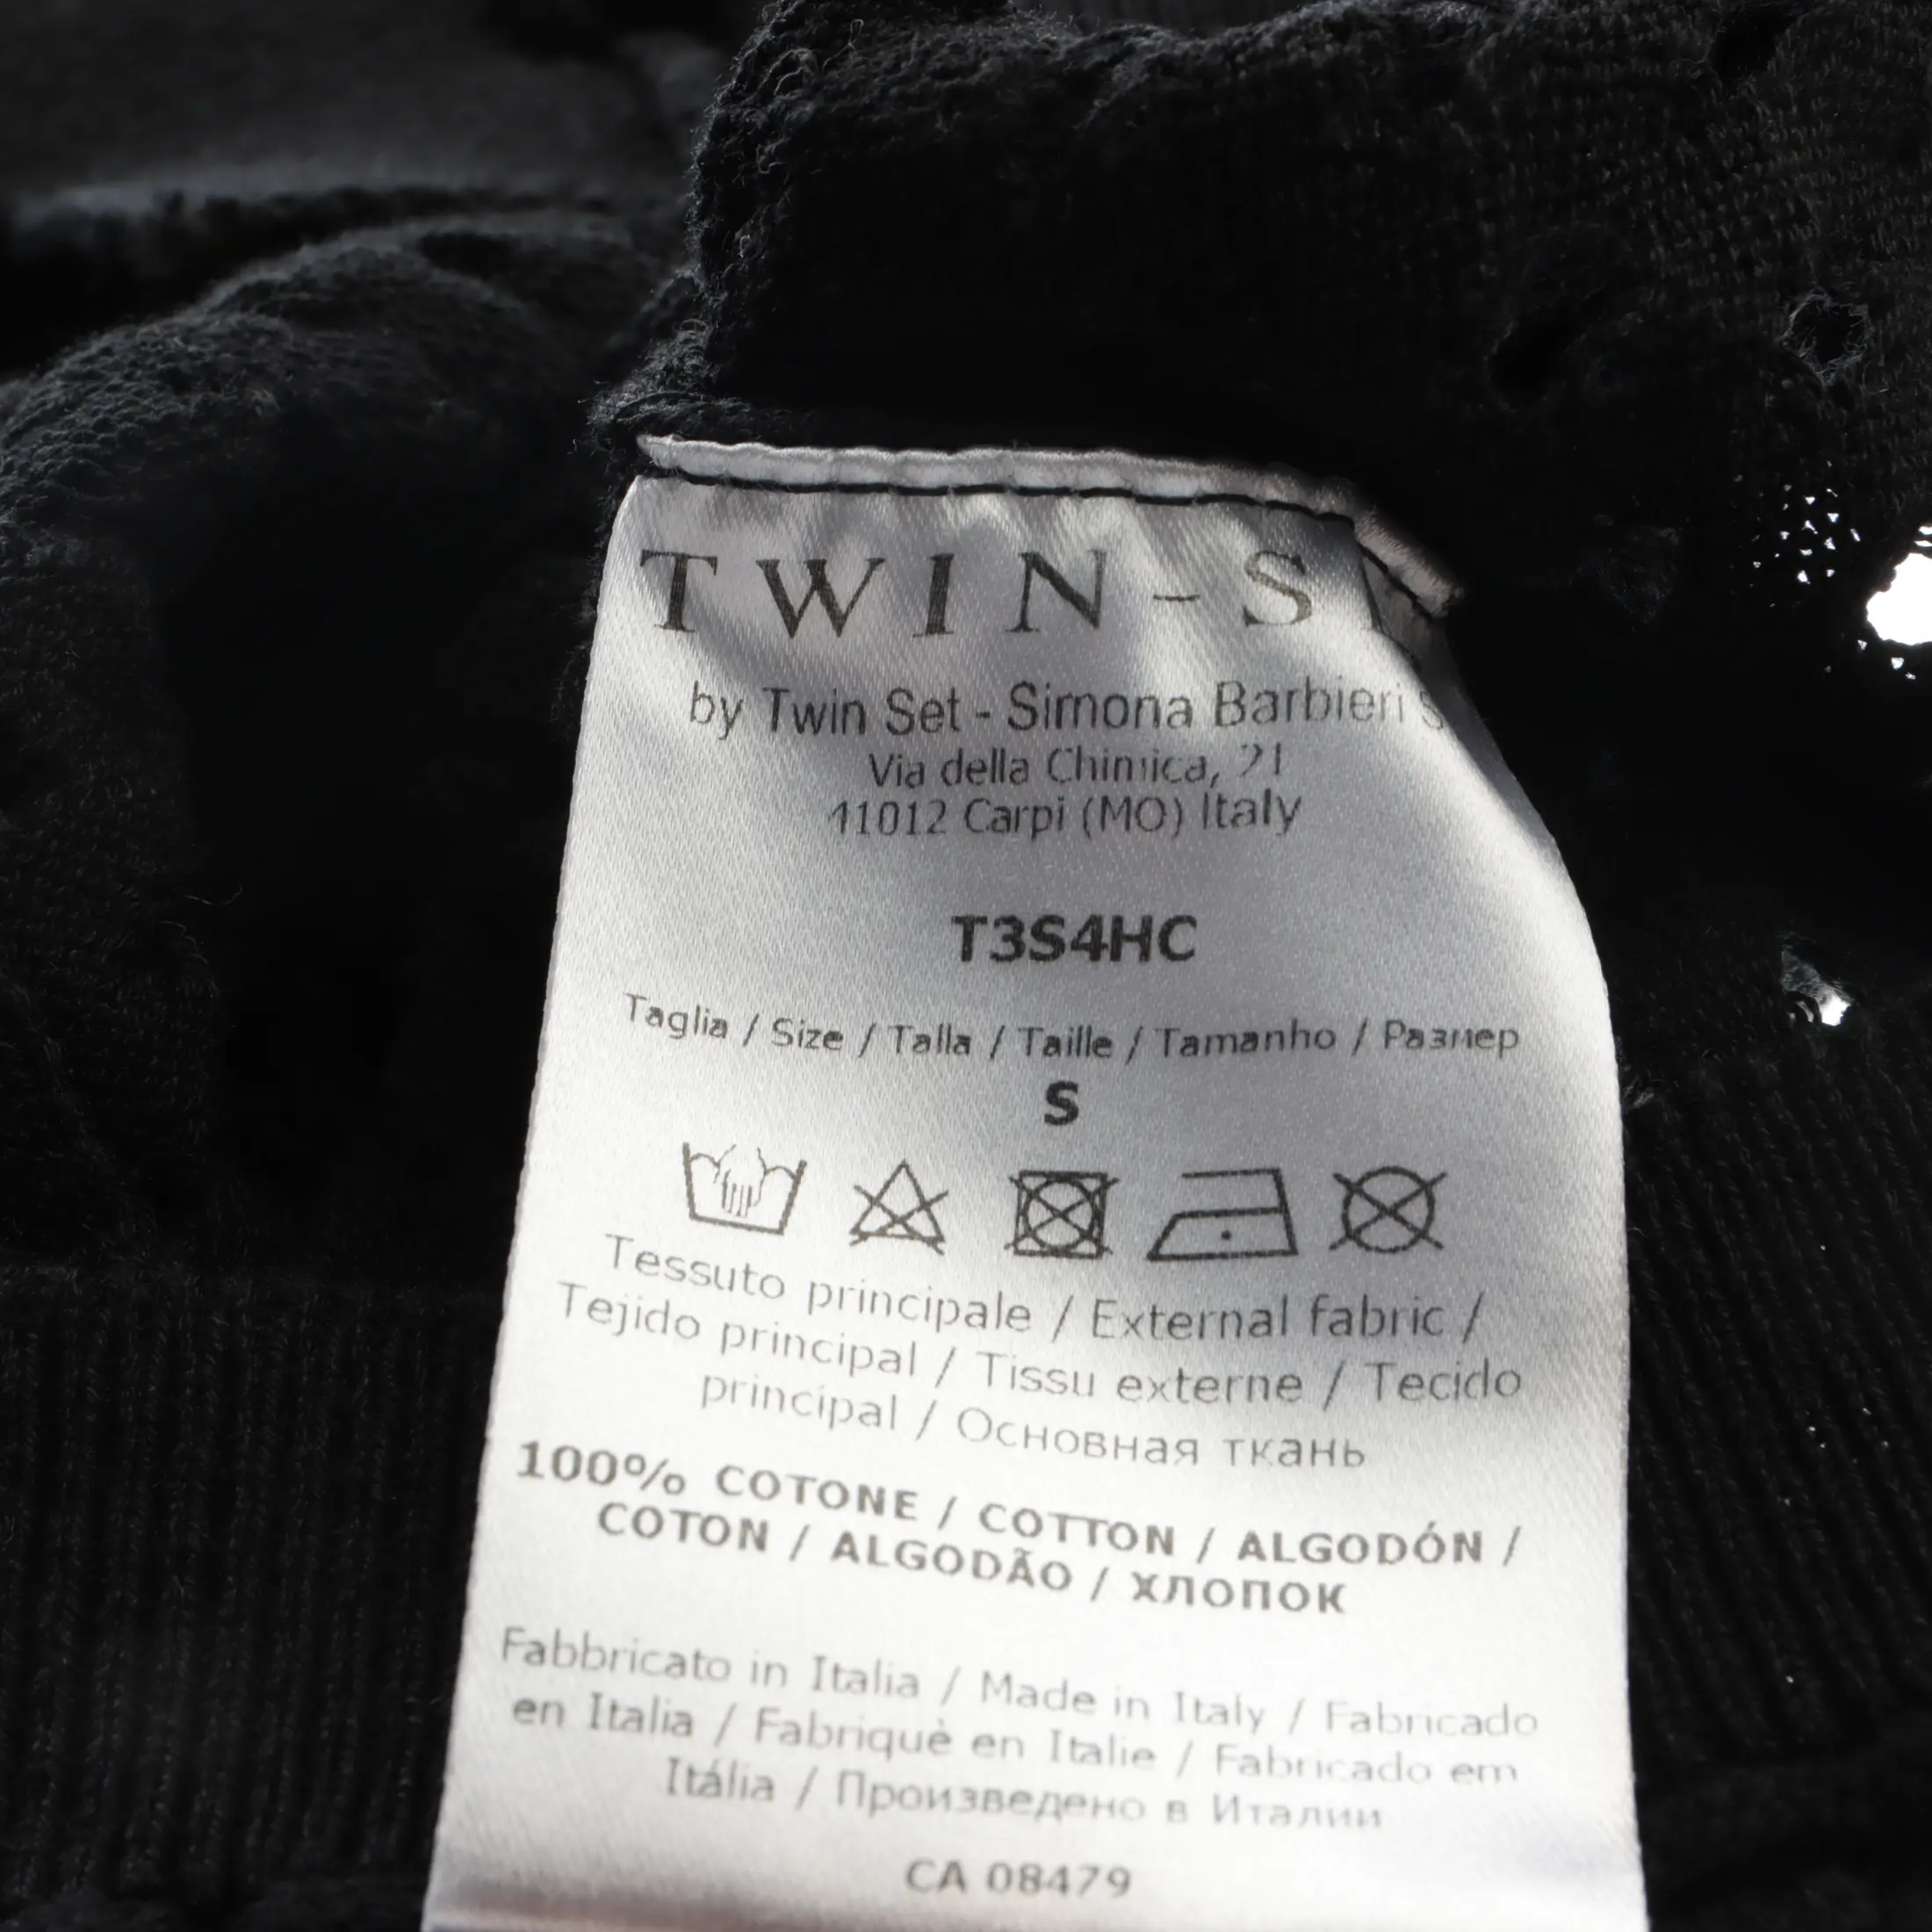 TWIN-S
by Twin Set - Simona Barbieri s
Via della Chimica, 21
41012 Carpi (MO) Italy
T3S4HC
Taglia / Size / Talla / Taille / Tamanho / Размер
S
Tessuto principale / External fabric /
Tejido principal / Tissu externe / Tecido
principal / Основная ткань
100% COTONE / COTTON / ALGODÓN /
COTON / ALGODÃO / ХЛОПОК
Fabbricato in Italia / Made in Italy / Fabricado
en Italia / Fabriquè en Italie / Fabricado em
Itália / Произведено в Италии
CA 08479